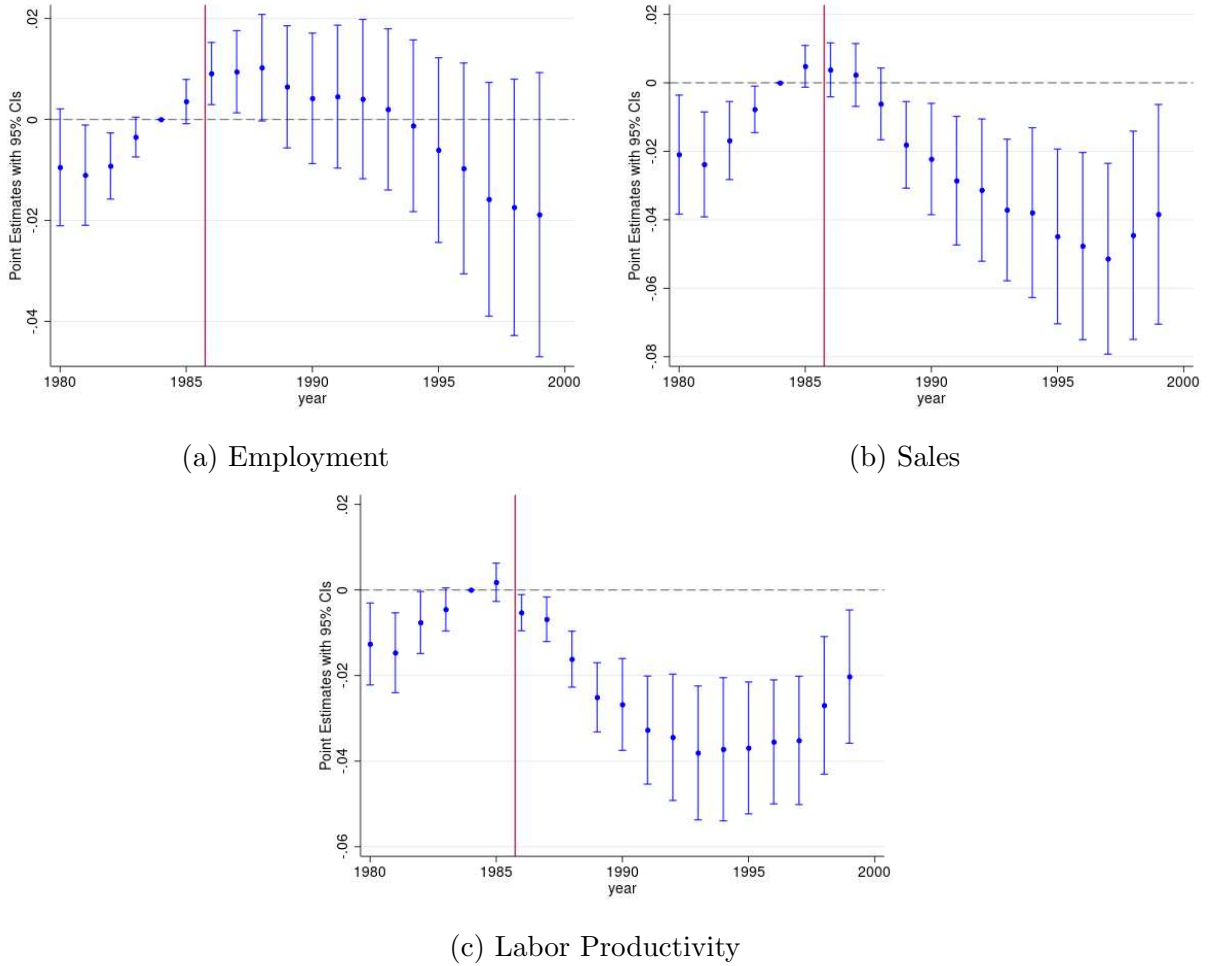 .02
0
-.02
-.04
Point Estimates with 95% CIs
1980 1985 1990 1995 2000
year
(a) Employment
.02
0
-.02
-.04
-.06
-.08
Point Estimates with 95% CIs
1980 1985 1990 1995 2000
year
(b) Sales
.02
0
-.02
-.04
-.06
Point Estimates with 95% CIs
1980 1985 1990 1995 2000
year
(c) Labor Productivity